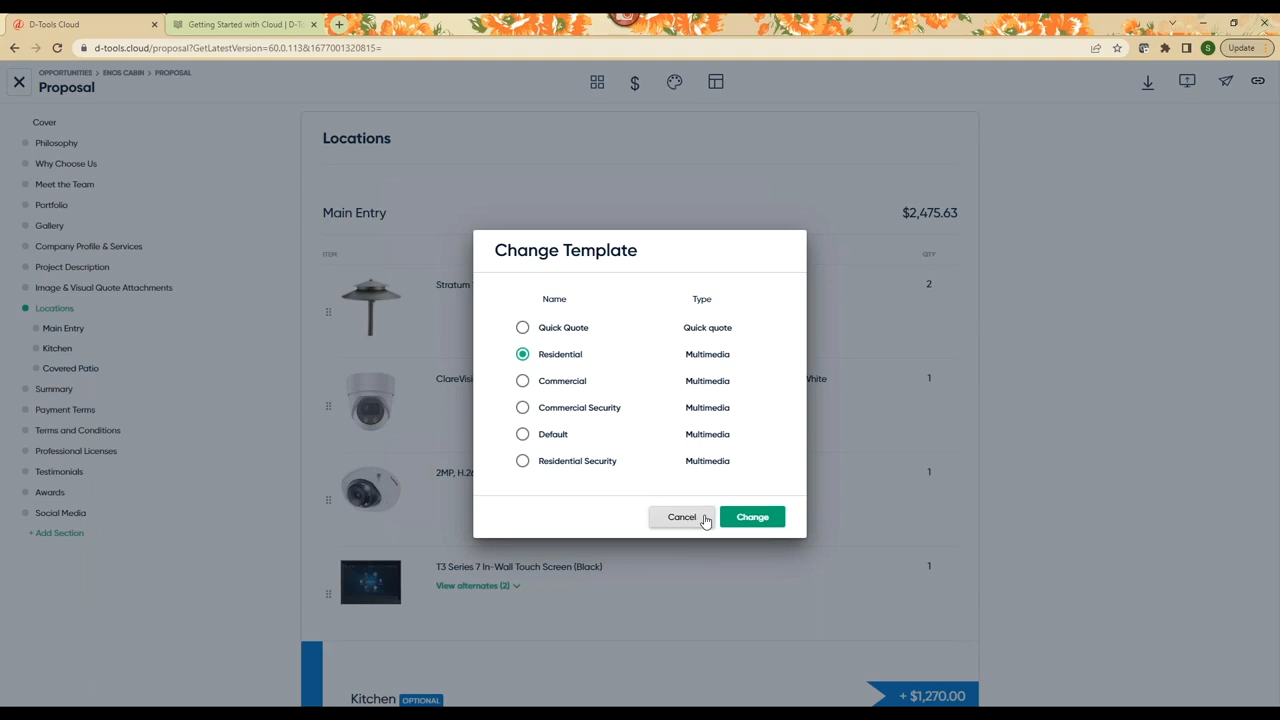 D-Tools Cloud
Getting Started with Cloud | D-To
d-tools.cloud/proposal?GetLatestVersion=60.0.113&1677001320815=
S
Update
OPPORTUNITIES > ENOS CABIN > PROPOSAL
Proposal
$
Cover
Philosophy
Why Choose Us
Meet the Team
Portfolio
Gallery
Company Profile & Services
Project Description
Image & Visual Quote Attachments
Locations
Main Entry
Kitchen
Covered Patio
Summary
Payment Terms
Terms and Conditions
Professional Licenses
Testimonials
Awards
Social Media
+ Add Section
Locations
Main Entry
$2,475.63
ITEM
QTY
Stratum
2
ClareVisi
White
1
2MP, H.26
1
T3 Series 7 In-Wall Touch Screen (Black)
1
View alternates (2)
Kitchen OPTIONAL
+ $1,270.00
Change Template
Name Type
Quick Quote Quick quote
Residential Multimedia
Commercial Multimedia
Commercial Security Multimedia
Default Multimedia
Residential Security Multimedia
Cancel Change